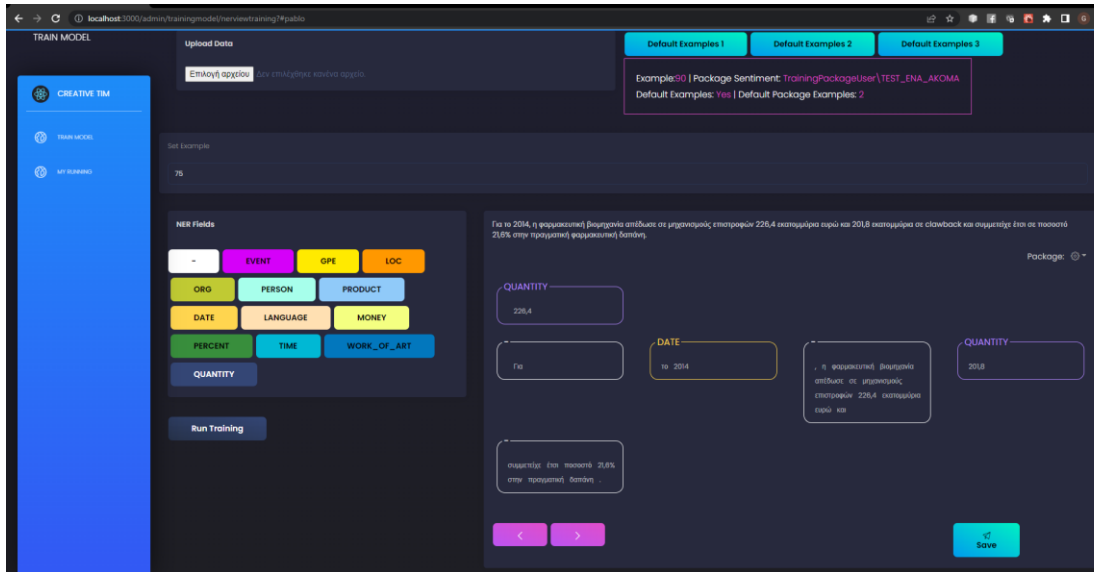 localhost:3000/admin/trainingmodel/nerviewtraining?#pablo
TRAIN MODEL
CREATIVE TIM
TRAIN MODEL
MY RUNNING
Upload Data
Επιλογή αρχείου Δεν επιλέχθηκε κανένα αρχείο
Default Examples 1
Default Examples 2
Default Examples 3
Example:90 | Package Sentiment: TrainingPackageUser\TEST_ENA_AKOMA
Default Examples: Yes | Default Package Examples: 2
Set Example
75
NER Fields
-
EVENT
GPE
LOC
ORG
PERSON
PRODUCT
DATE
LANGUAGE
MONEY
PERCENT
TIME
WORK_OF_ART
QUANTITY
Run Training
Για το 2014, η φαρμακευτική βιομηχανία απέδωσε σε μηχανισμούς επιστροφών 226,4 εκατομμύρια ευρώ και 201,8 εκατομμύρια σε clawback και συμμετείχε έτσι σε ποσοστό
21,6% στην πραγματική φαρμακευτική δαπάνη.
Package:
QUANTITY
226,4
-
Για
DATE
το 2014
-
, η φαρμακευτική βιομηχανία
απέδωσε σε μηχανισμούς
επιστροφών 226,4 εκατομμύρια
ευρώ και
QUANTITY
201,8
-
συμμετείχε έτσι ποσοστό 21,6%
στην πραγματική δαπάνη .
<
>
Save